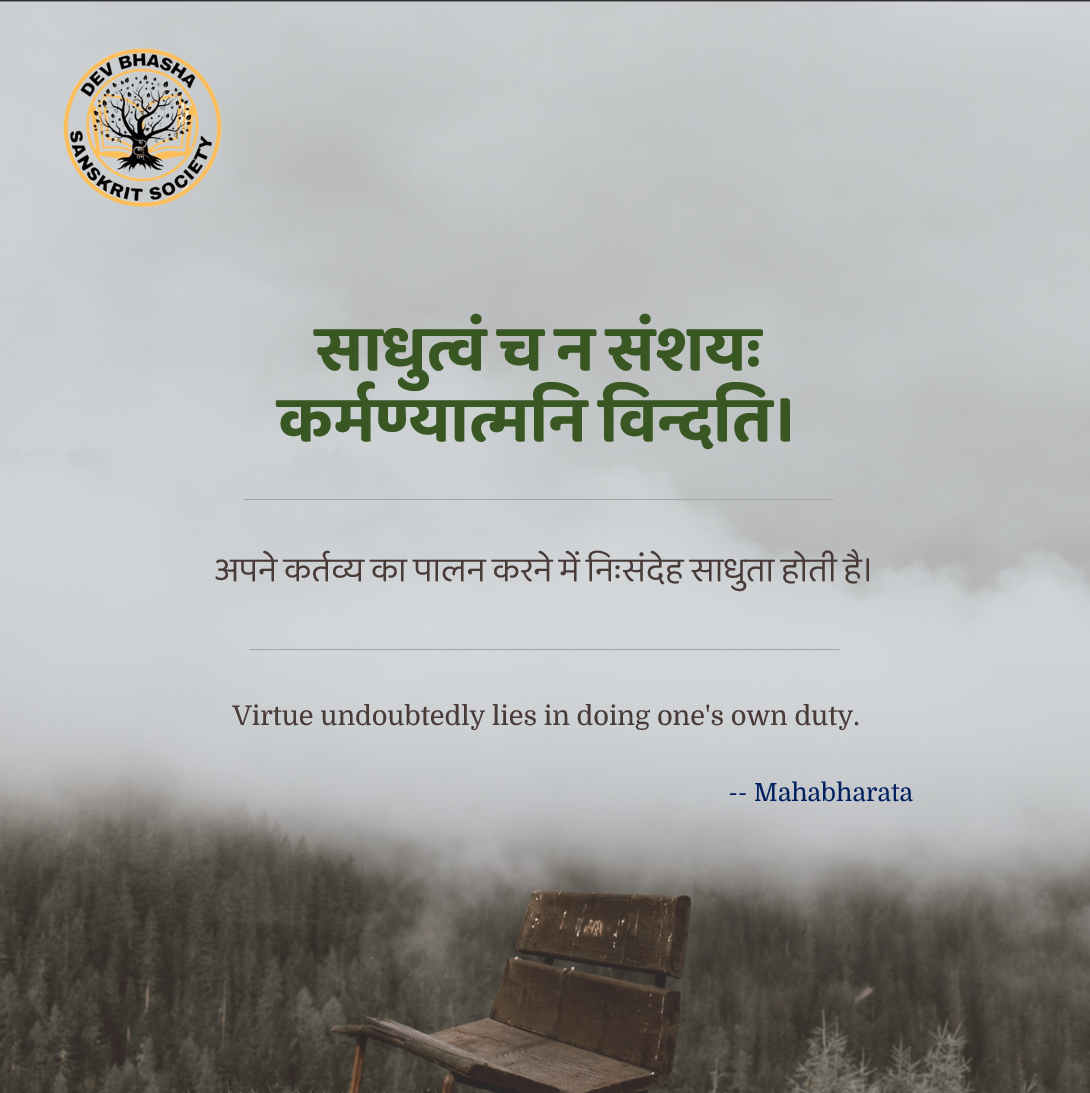 DEV BHASHA
SANSKRIT SOCIETY
साधुत्वं च न संशयः
कर्मण्यात्मनि विन्दति।
अपने कर्तव्य का पालन करने में निःसंदेह साधुता होती है।
Virtue undoubtedly lies in doing one's own duty.
-- Mahabharata